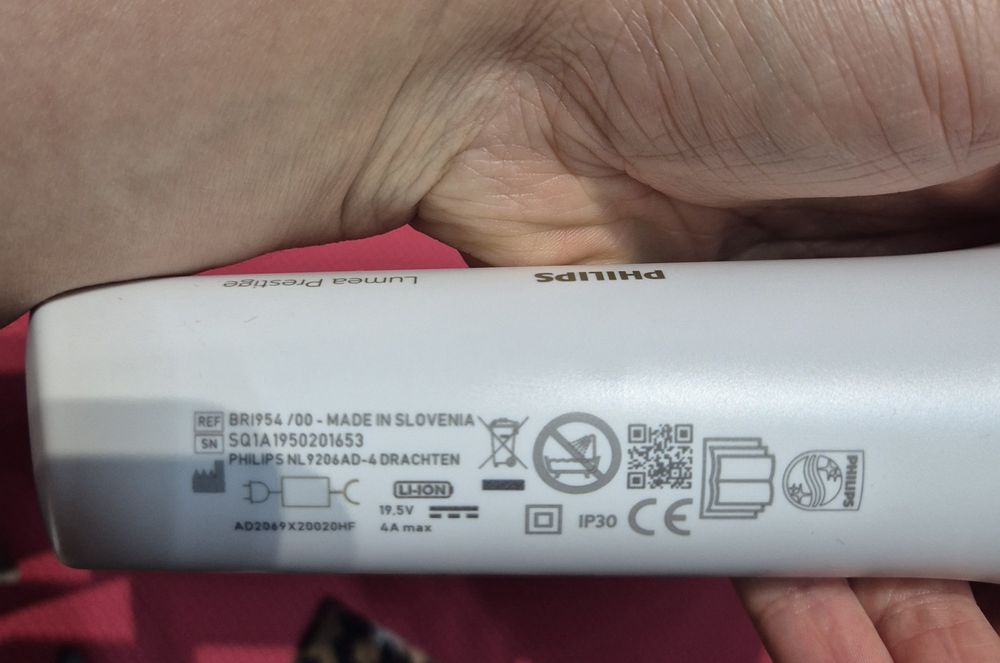 Lumea Prestige
PHILIPS
REF BRI954 /00 - MADE IN SLOVENIA
SN SQ1A1950201653
PHILIPS NL9206AD-4 DRACHTEN
LI-ION
19.5V
4A max
AD2069X20020HF
IP30
CE
PHILIPS